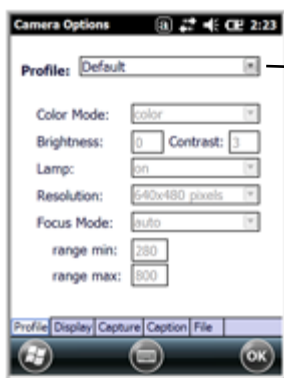 Camera Options a 2:23
Profile: Default
Color Mode: color
Brightness: 0 Contrast: 3
Lamp: on
Resolution: 640x480 pixels
Focus Mode: auto
range min: 280
range max: 800
Profile Display Capture Caption File
OK